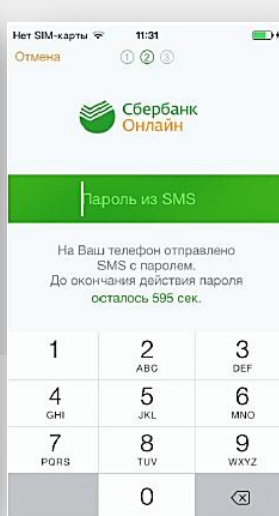 Нет SIM-карты 11:31
Отмена 1 2 3
Сбербанк
Онлайн
Пароль из SMS
На Ваш телефон отправлено
SMS с паролем.
До окончания действия пароля
осталось 595 сек.
1 2 3
ABC DEF
4 5 6
GHI JKL MNO
7 8 9
PQRS TUV WXYZ
0